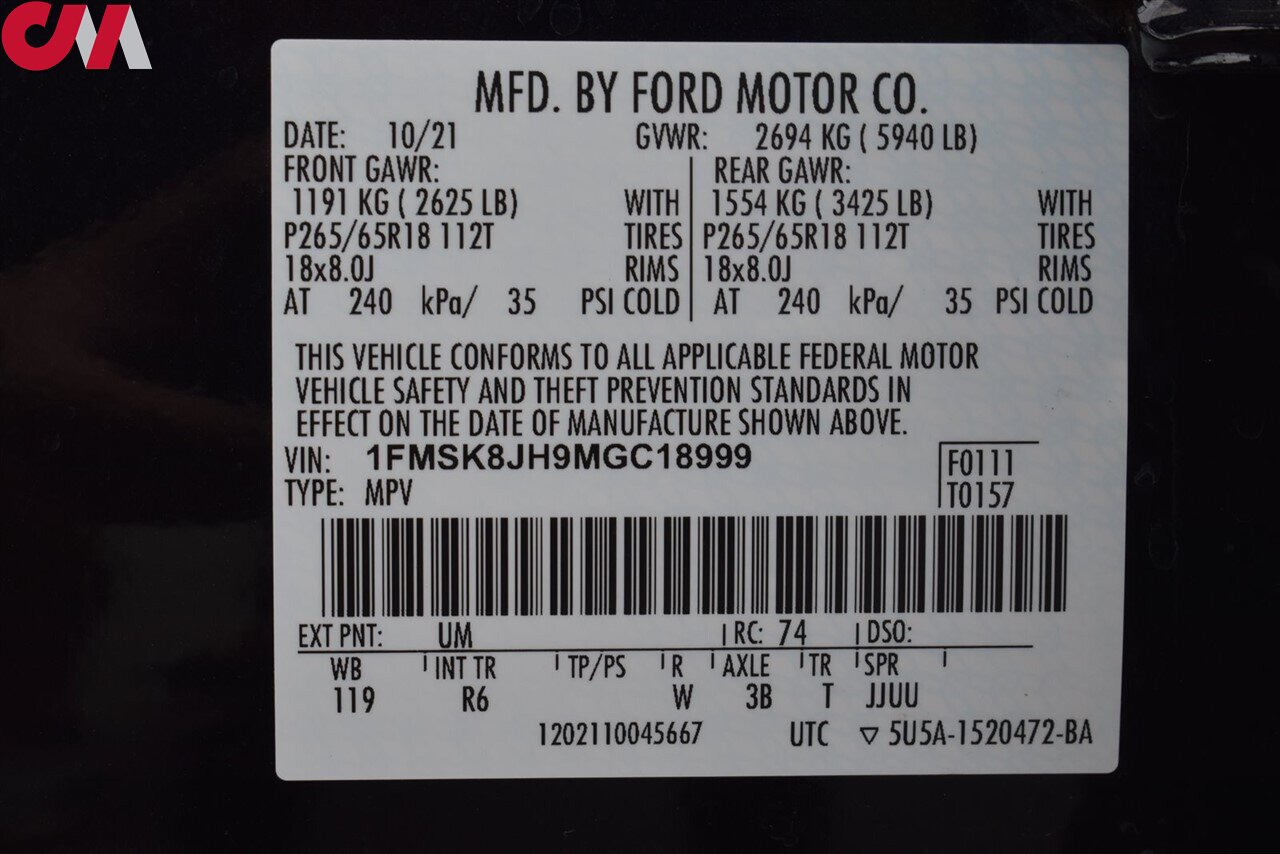 CM
MFD. BY FORD MOTOR CO.
DATE: 10/21 GVWR: 2694 KG ( 5940 LB)
FRONT GAWR: REAR GAWR:
1191 KG ( 2625 LB) WITH 1554 KG ( 3425 LB) WITH
P265/65R18 112T TIRES P265/65R18 112T TIRES
18x8.0J RIMS 18x8.0J RIMS
AT 240 kPa/ 35 PSI COLD AT 240 kPa/ 35 PSI COLD
THIS VEHICLE CONFORMS TO ALL APPLICABLE FEDERAL MOTOR
VEHICLE SAFETY AND THEFT PREVENTION STANDARDS IN
EFFECT ON THE DATE OF MANUFACTURE SHOWN ABOVE.
VIN: 1FMSK8JH9MGC18999 F0111
TYPE: MPV T0157
EXT PNT: UM RC: 74 DSO:
WB INT TR TP/PS R AXLE TR SPR
119 R6 W 3B T JJUU
1202110045667 UTC ▽ 5U5A-1520472-BA